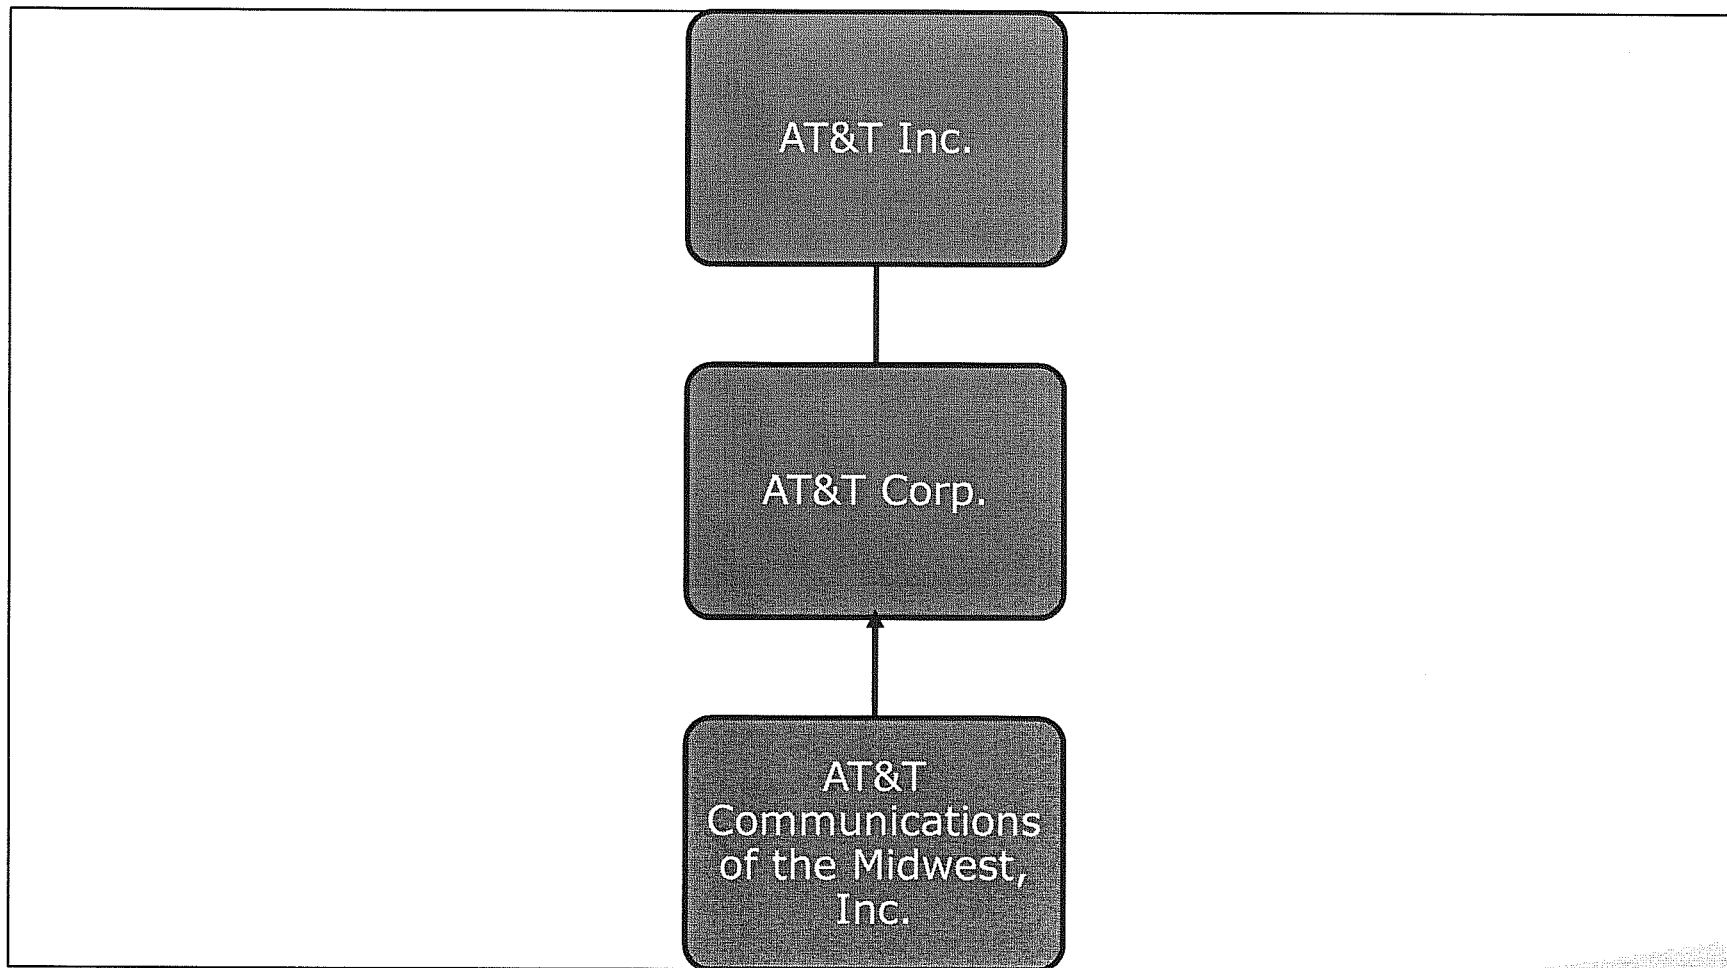 AT&T Inc.
AT&T Corp.
AT&T
Communications
of the Midwest,
Inc.